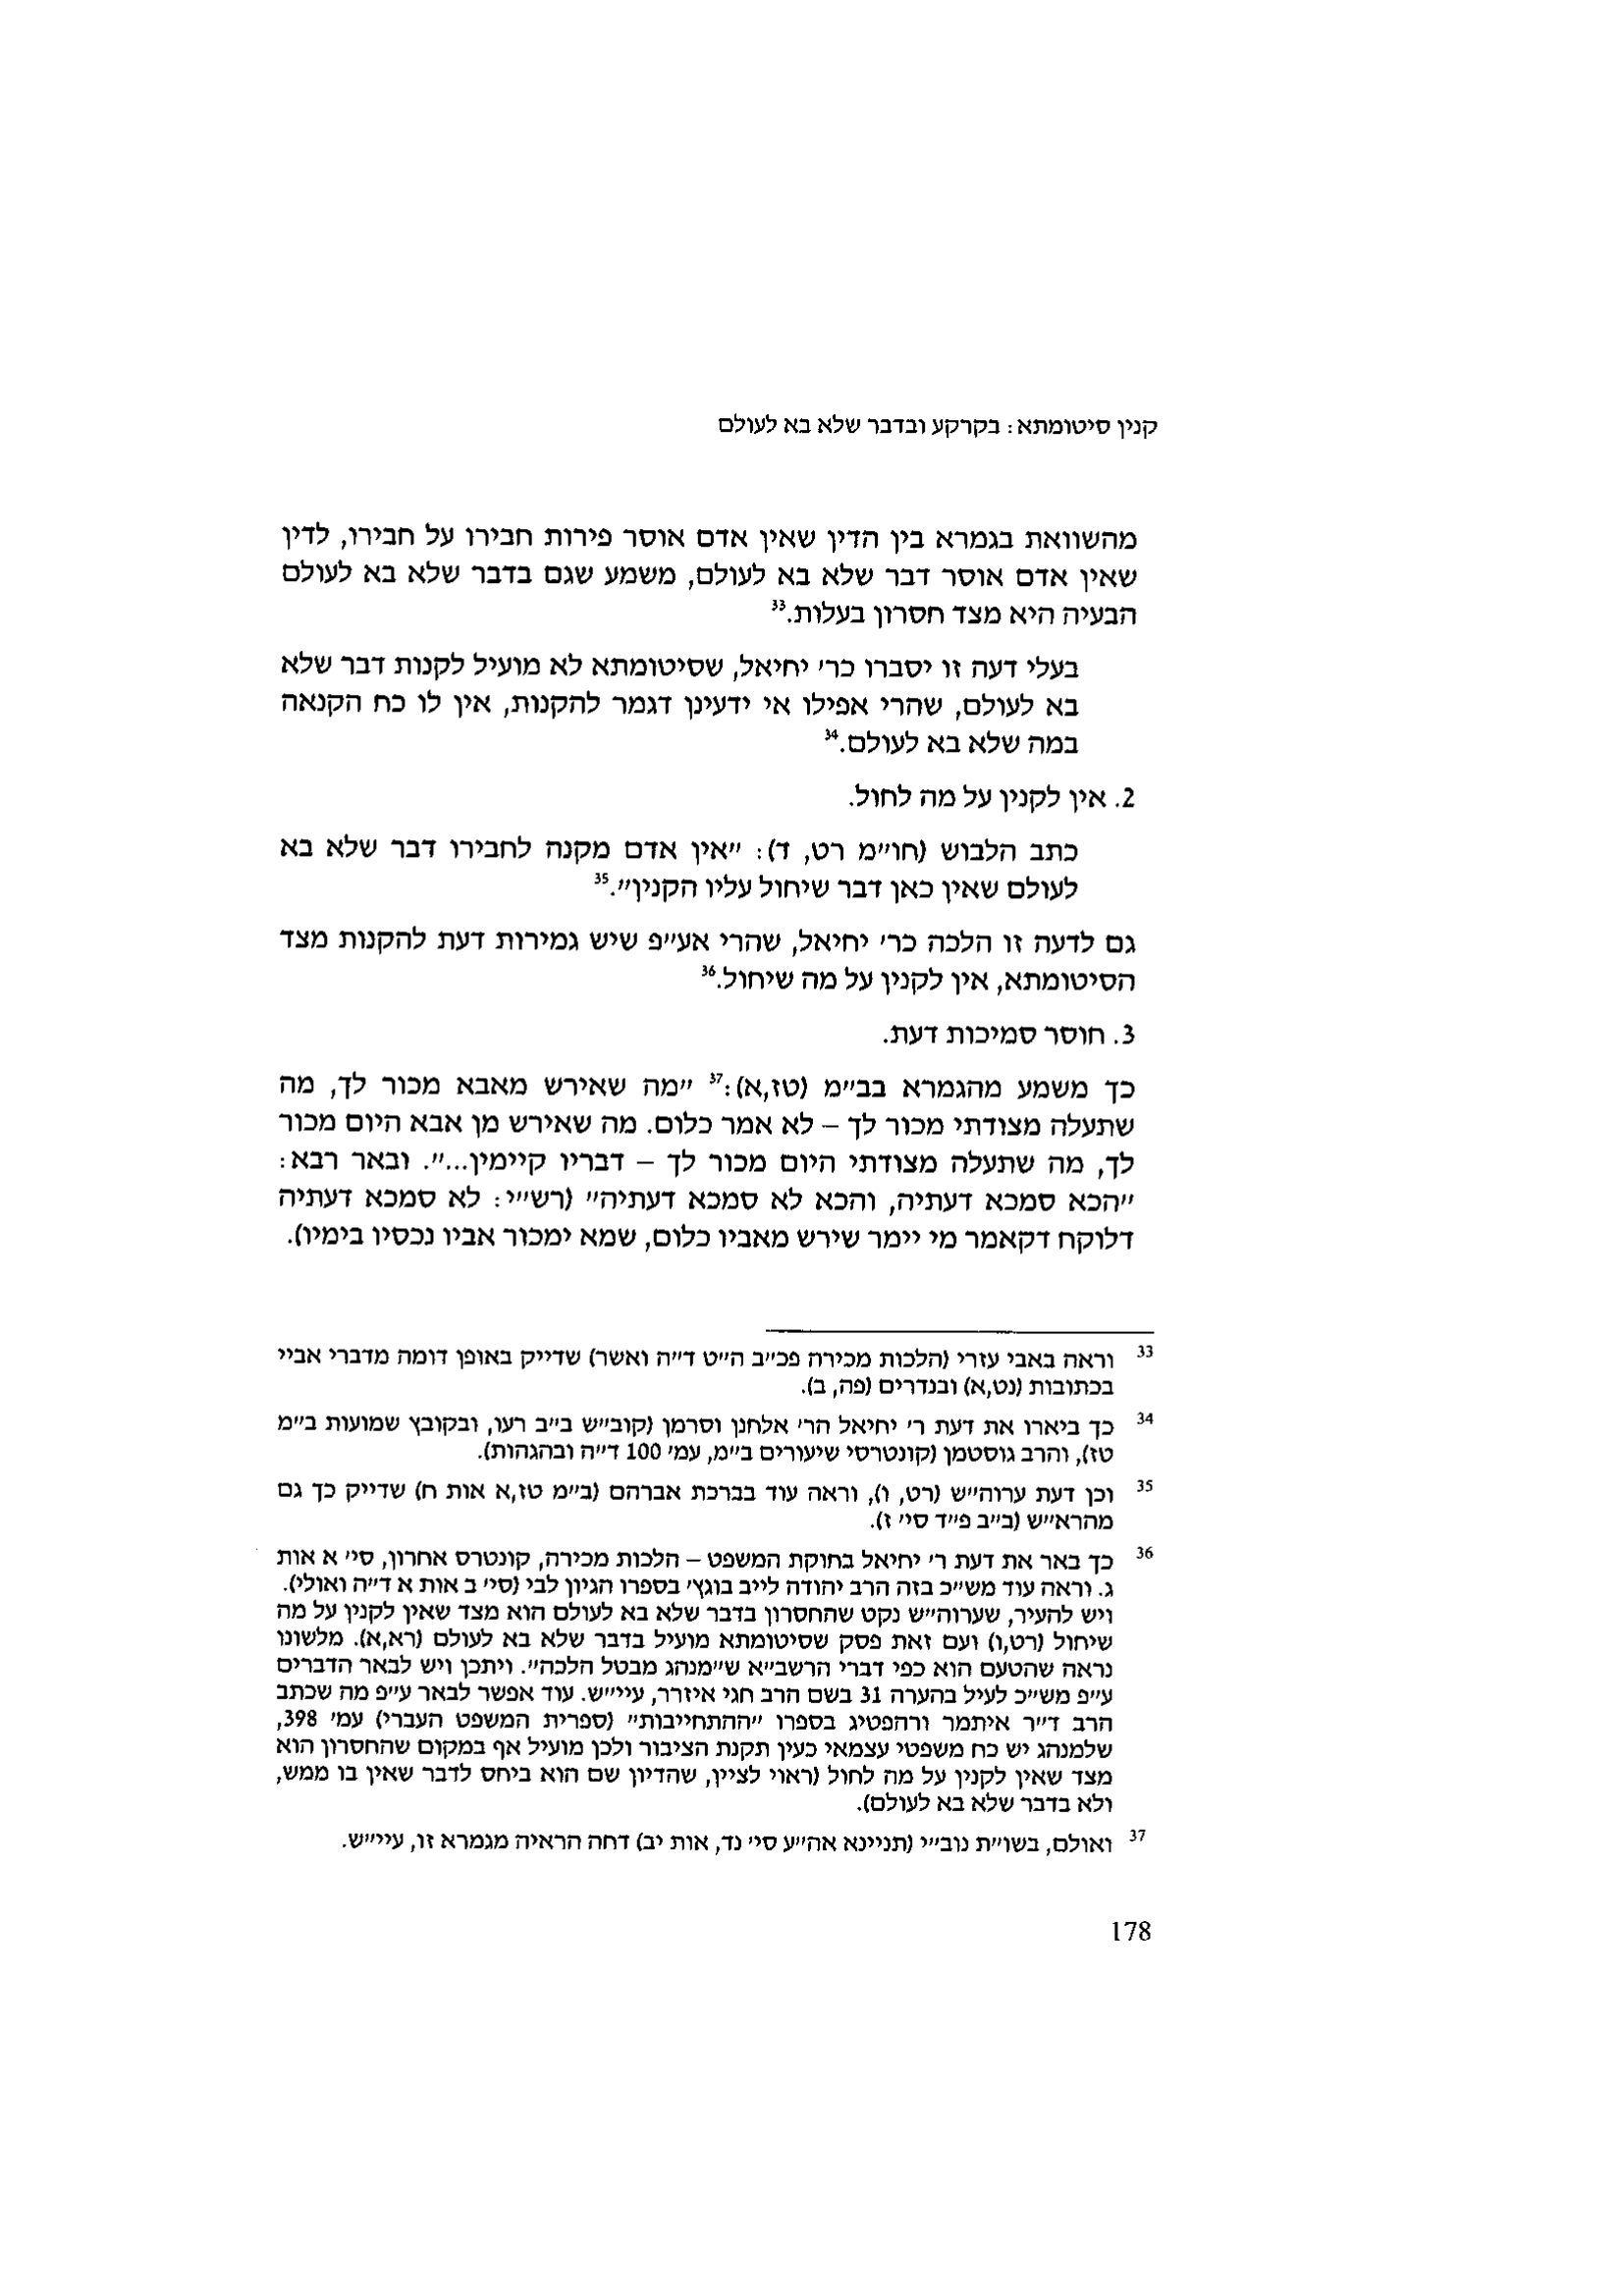 קנין סיטומתא: בקרקע ובדבר שלא בא לעולם
מהשוואת בגמרא בין הדין שאין אדם אוסר פירות חבירו על חבירו, לדין
שאין אדם אוסר דבר שלא בא לעולם, משמע שגם בדבר שלא בא לעולם
הבעיה היא מצד חסרון בעלות.33
בעלי דעה זו יסברו כר׳ יחיאל, שסיטומתא לא מועיל לקנות דבר שלא
בא לעולם, שהרי אפילו אי ידעינן דגמר להקנות, אין לו כח הקנאה
במה שלא בא לעולם.34
2. אין לקנין על מה לחול.
כתב הלבוש (חו״מ רט, ד): ״אין אדם מקנה לחבירו דבר שלא בא
לעולם שאין כאן דבר שיחול עליו הקנין״.35
גם לדעה זו הלכה כר׳ יחיאל, שהרי אע״פ שיש גמירות דעת להקנות מצד
הסיטומתא, אין לקנין על מה שיחול.36
3. חוסר סמיכות דעת.
כך משמע מהגמרא בב״מ (טז,א):37 ״מה שאירש מאבא מכור לך, מה
שתעלה מצודתי מכור לך – לא אמר כלום. מה שאירש מן אבא היום מכור
לך, מה שתעלה מצודתי היום מכור לך – דבריו קיימין...״. ובאר רבא:
״הכא סמכא דעתיה, והכא לא סמכא דעתיה״ (רש״י: לא סמכא דעתיה
דלוקח דקאמר מי יימר שירש מאביו כלום, שמא ימכור אביו נכסיו בימיו).
33 וראה באבי עזרי (הלכות מכירה פכ״ב ה״ט ד״ה ואשר) שדייק באופן דומה מדברי אביי
בכתובות (נט,א) ובנדרים (פה, ב).
34 כך ביארו את דעת ר׳ יחיאל הר׳ אלחנן וסרמן (קוב״ש ב״ב רעו, ובקובץ שמועות ב״מ
טז), והרב גוסטמן (קונטרסי שיעורים ב״מ, עמ׳ 100 ד״ה ובהגהות).
35 וכן דעת ערוה״ש (רט, ו), וראה עוד בברכת אברהם (ב״מ טז,א אות ח) שדייק כך גם
מהרא״ש (ב״ב פ״ד סי׳ ז).
36 כך באר את דעת ר׳ יחיאל בחוקת המשפט – הלכות מכירה, קונטרס אחרון, סי׳ א אות
ג. וראה עוד מש״כ בזה הרב יהודה לייב בוגץ׳ בספרו הגיון לבי (סי׳ ב אות א ד״ה ואולי).
ויש להעיר, שערוה״ש נקט שהחסרון בדבר שלא בא לעולם הוא מצד שאין לקנין על מה
שיחול (רט,ו) ועם זאת פסק שסיטומתא מועיל בדבר שלא בא לעולם (רא,א). מלשונו
נראה שהטעם הוא כפי דברי הרשב״א ש״מנהג מבטל הלכה״. ויתכן ויש לבאר הדברים
ע״פ מש״כ לעיל בהערה 31 בשם הרב חגי איזרר, עיי״ש. עוד אפשר לבאר ע״פ מה שכתב
הרב ד״ר איתמר ורהפטיג בספרו ״ההתחייבות״ (ספרית המשפט העברי) עמ׳ 398,
שלמנהג יש כח משפטי עצמאי כעין תקנת הציבור ולכן מועיל אף במקום שהחסרון הוא
מצד שאין לקנין על מה לחול (ראוי לציין, שהדיון שם הוא ביחס לדבר שאין בו ממש,
ולא בדבר שלא בא לעולם).
37 ואולם, בשו״ת נוב״י (תניינא אה״ע סי׳ נד, אות יב) דחה הראיה מגמרא זו, עיי״ש.
178